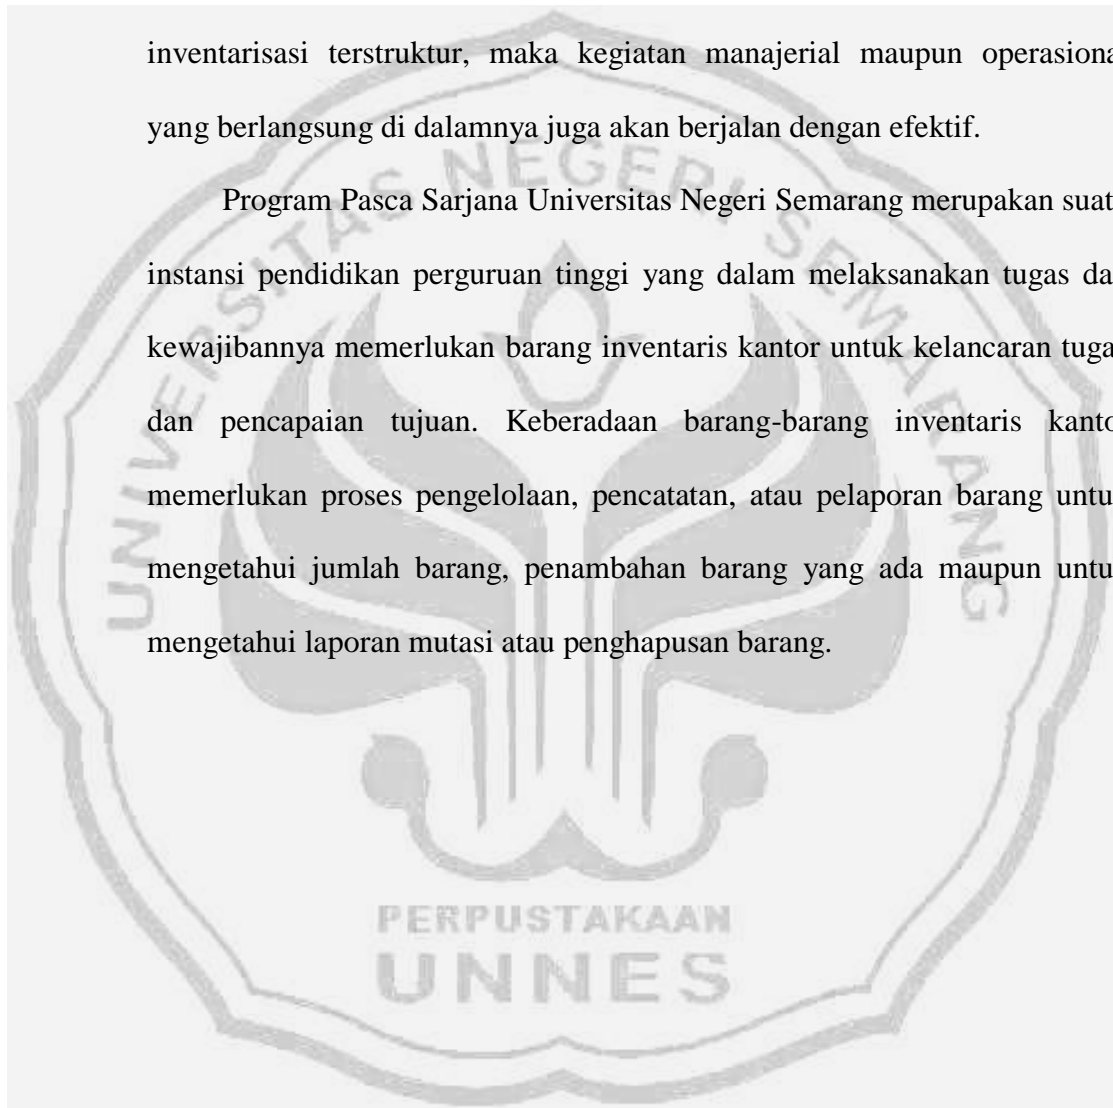 inventarisasi terstruktur, maka kegiatan manajerial maupun operasiona
yang berlangsung di dalamnya juga akan berjalan dengan efektif.
Program Pasca Sarjana Universitas Negeri Semarang merupakan suat
instansi pendidikan perguruan tinggi yang dalam melaksanakan tugas da
kewajibannya memerlukan barang inventaris kantor untuk kelancaran tuga
dan pencapaian tujuan. Keberadaan barang-barang inventaris kanto
memerlukan proses pengelolaan, pencatatan, atau pelaporan barang untu
mengetahui jumlah barang, penambahan barang yang ada maupun untu
mengetahui laporan mutasi atau penghapusan barang.
UNIVERSITAS NEGERI SEMARANG
PERPUSTAKAAN
UNNES